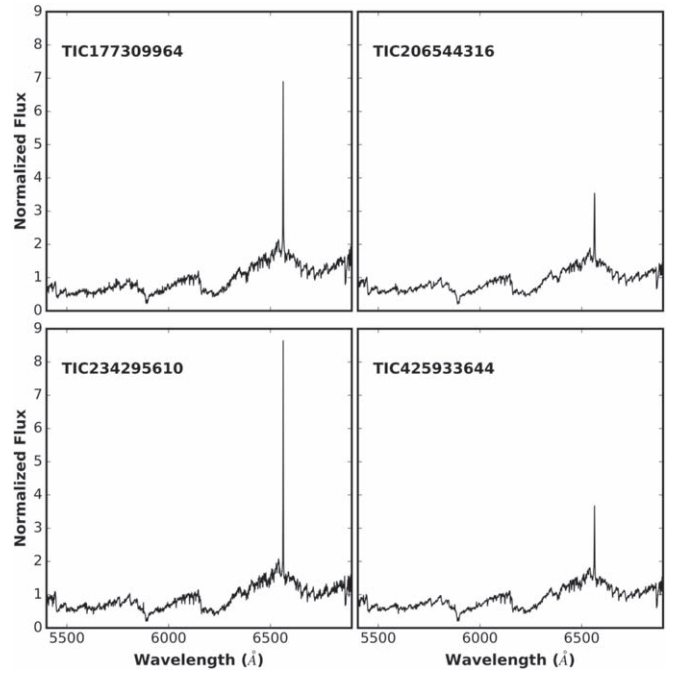 9
8
7
6
5
4
3
2
1
0
Normalized Flux
TIC177309964
TIC206544316
9
8
7
6
5
4
3
2
1
0
Normalized Flux
TIC234295610
TIC425933644
5500 6000 6500
5500 6000 6500
Wavelength (Å)
Wavelength (Å)